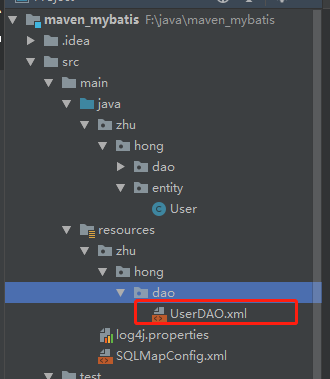 maven_mybatis F:\java\maven_mybatis
.idea
src
main
java
zhu
hong
dao
entity
User
resources
zhu
hong
dao
UserDAO.xml
log4j.properties
SQLMapConfig.xml
test